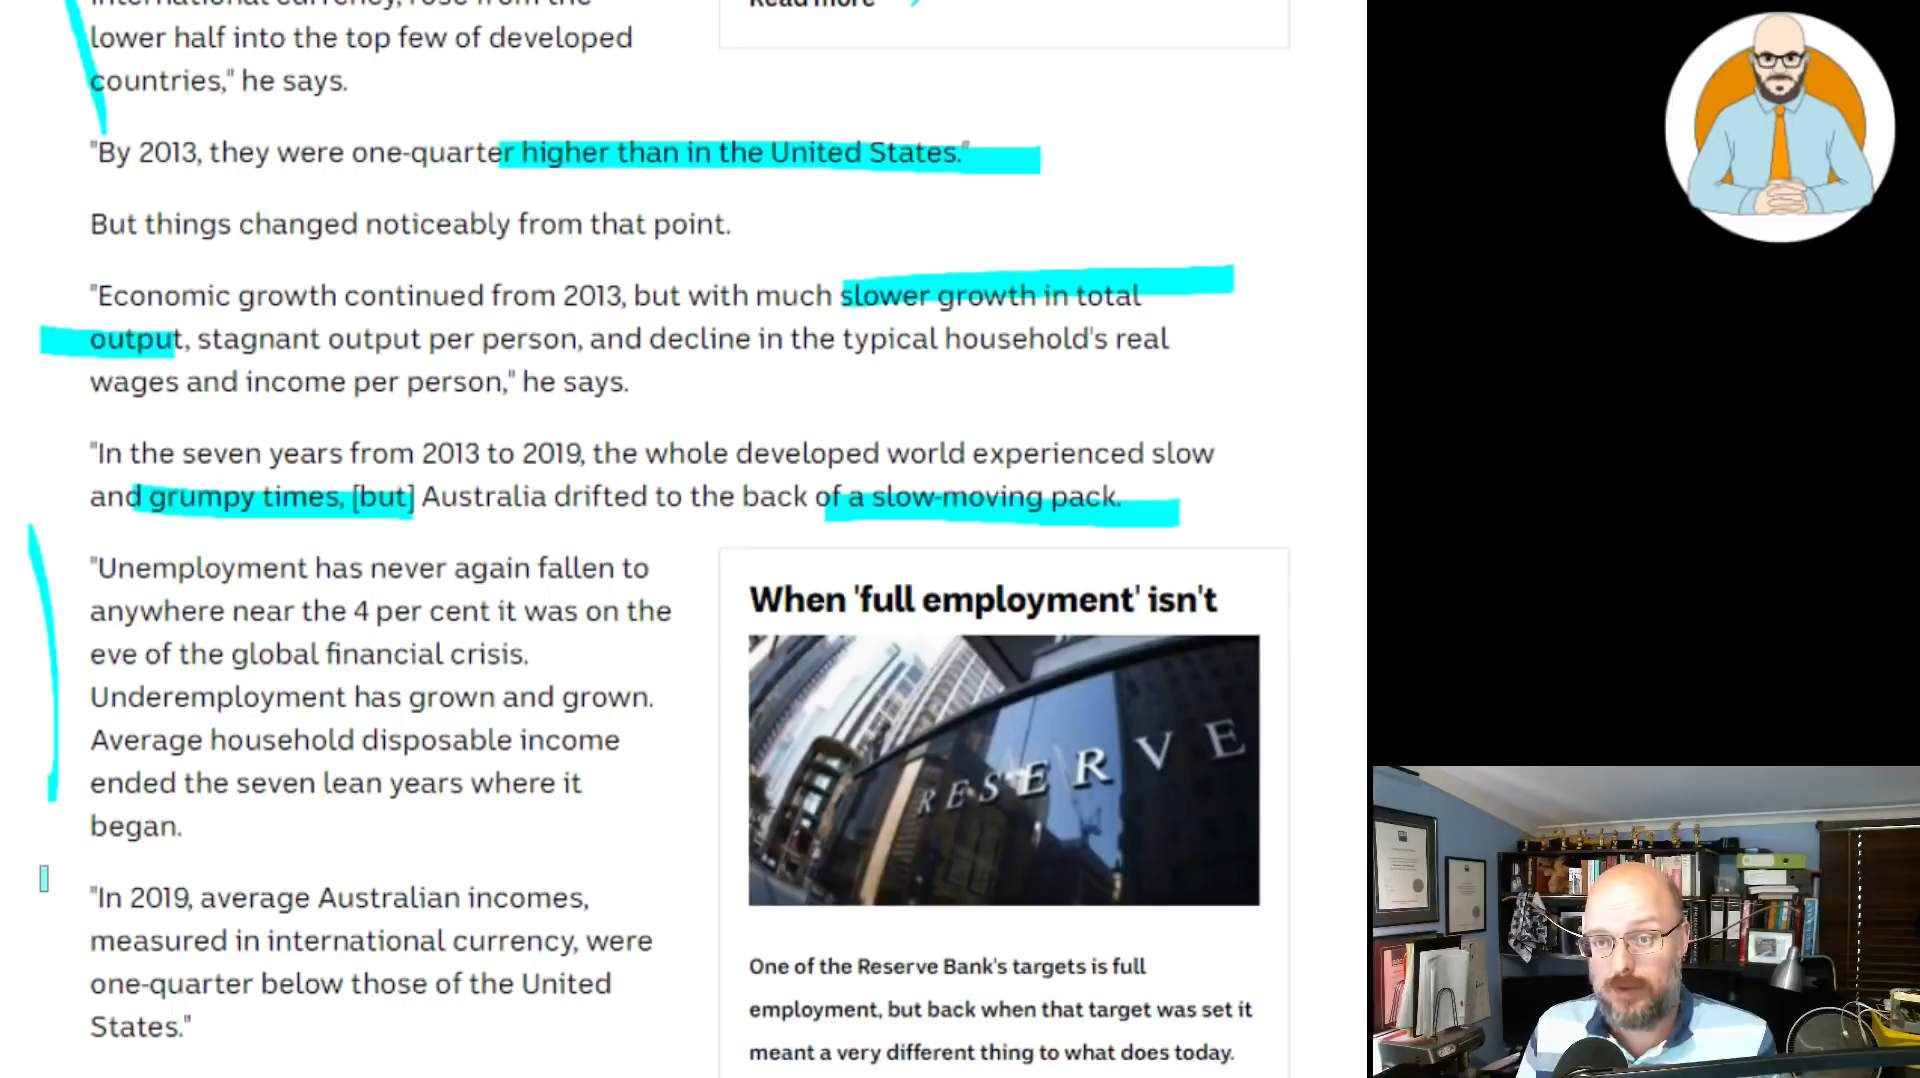 lower half into the top few of developed
countries," he says.
Read more
"By 2013, they were one-quarter higher than in the United States."
But things changed noticeably from that point.
"Economic growth continued from 2013, but with much slower growth in total
output, stagnant output per person, and decline in the typical household's real
wages and income per person," he says.
"In the seven years from 2013 to 2019, the whole developed world experienced slow
and grumpy times, [but] Australia drifted to the back of a slow-moving pack.
"Unemployment has never again fallen to
anywhere near the 4 per cent it was on the
eve of the global financial crisis.
Underemployment has grown and grown.
Average household disposable income
ended the seven lean years where it
began.
"In 2019, average Australian incomes,
measured in international currency, were
one-quarter below those of the United
States."
When 'full employment' isn't
RESERVE
One of the Reserve Bank's targets is full
employment, but back when that target was set it
meant a very different thing to what does today.